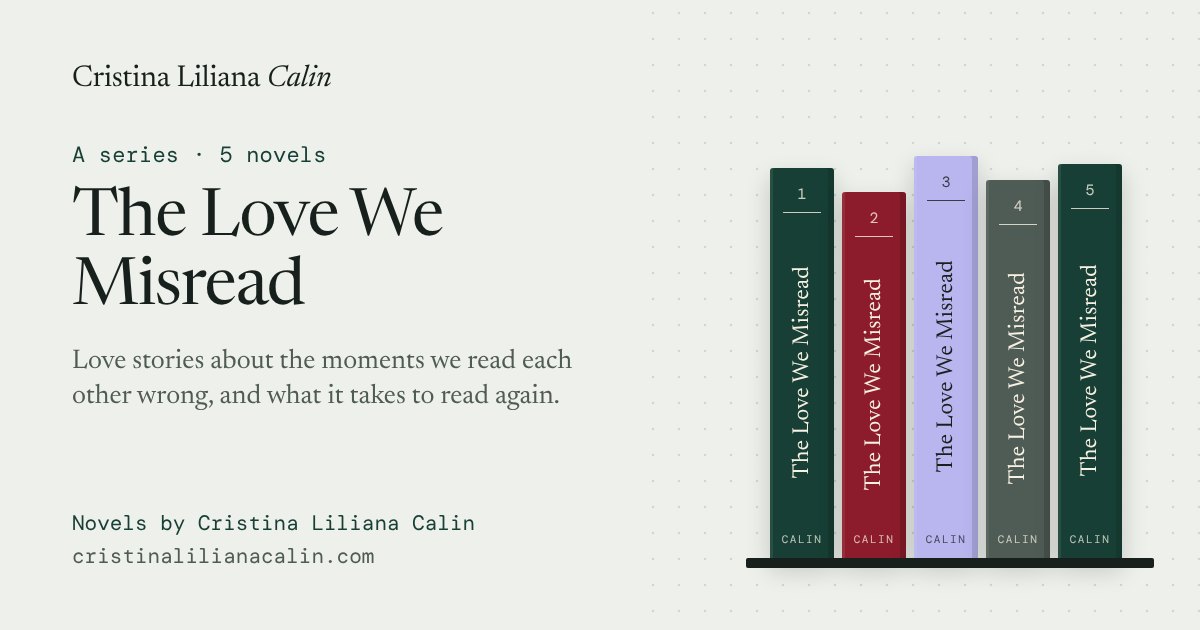 Cristina Liliana Calin
A series · 5 novels
The Love We
Misread
Love stories about the moments we read each
other wrong, and what it takes to read again.
Novels by Cristina Liliana Calin
cristinalilianacalin.com
1
The Love We Misread
CALIN
2
The Love We Misread
CALIN
3
The Love We Misread
CALIN
4
The Love We Misread
CALIN
5
The Love We Misread
CALIN